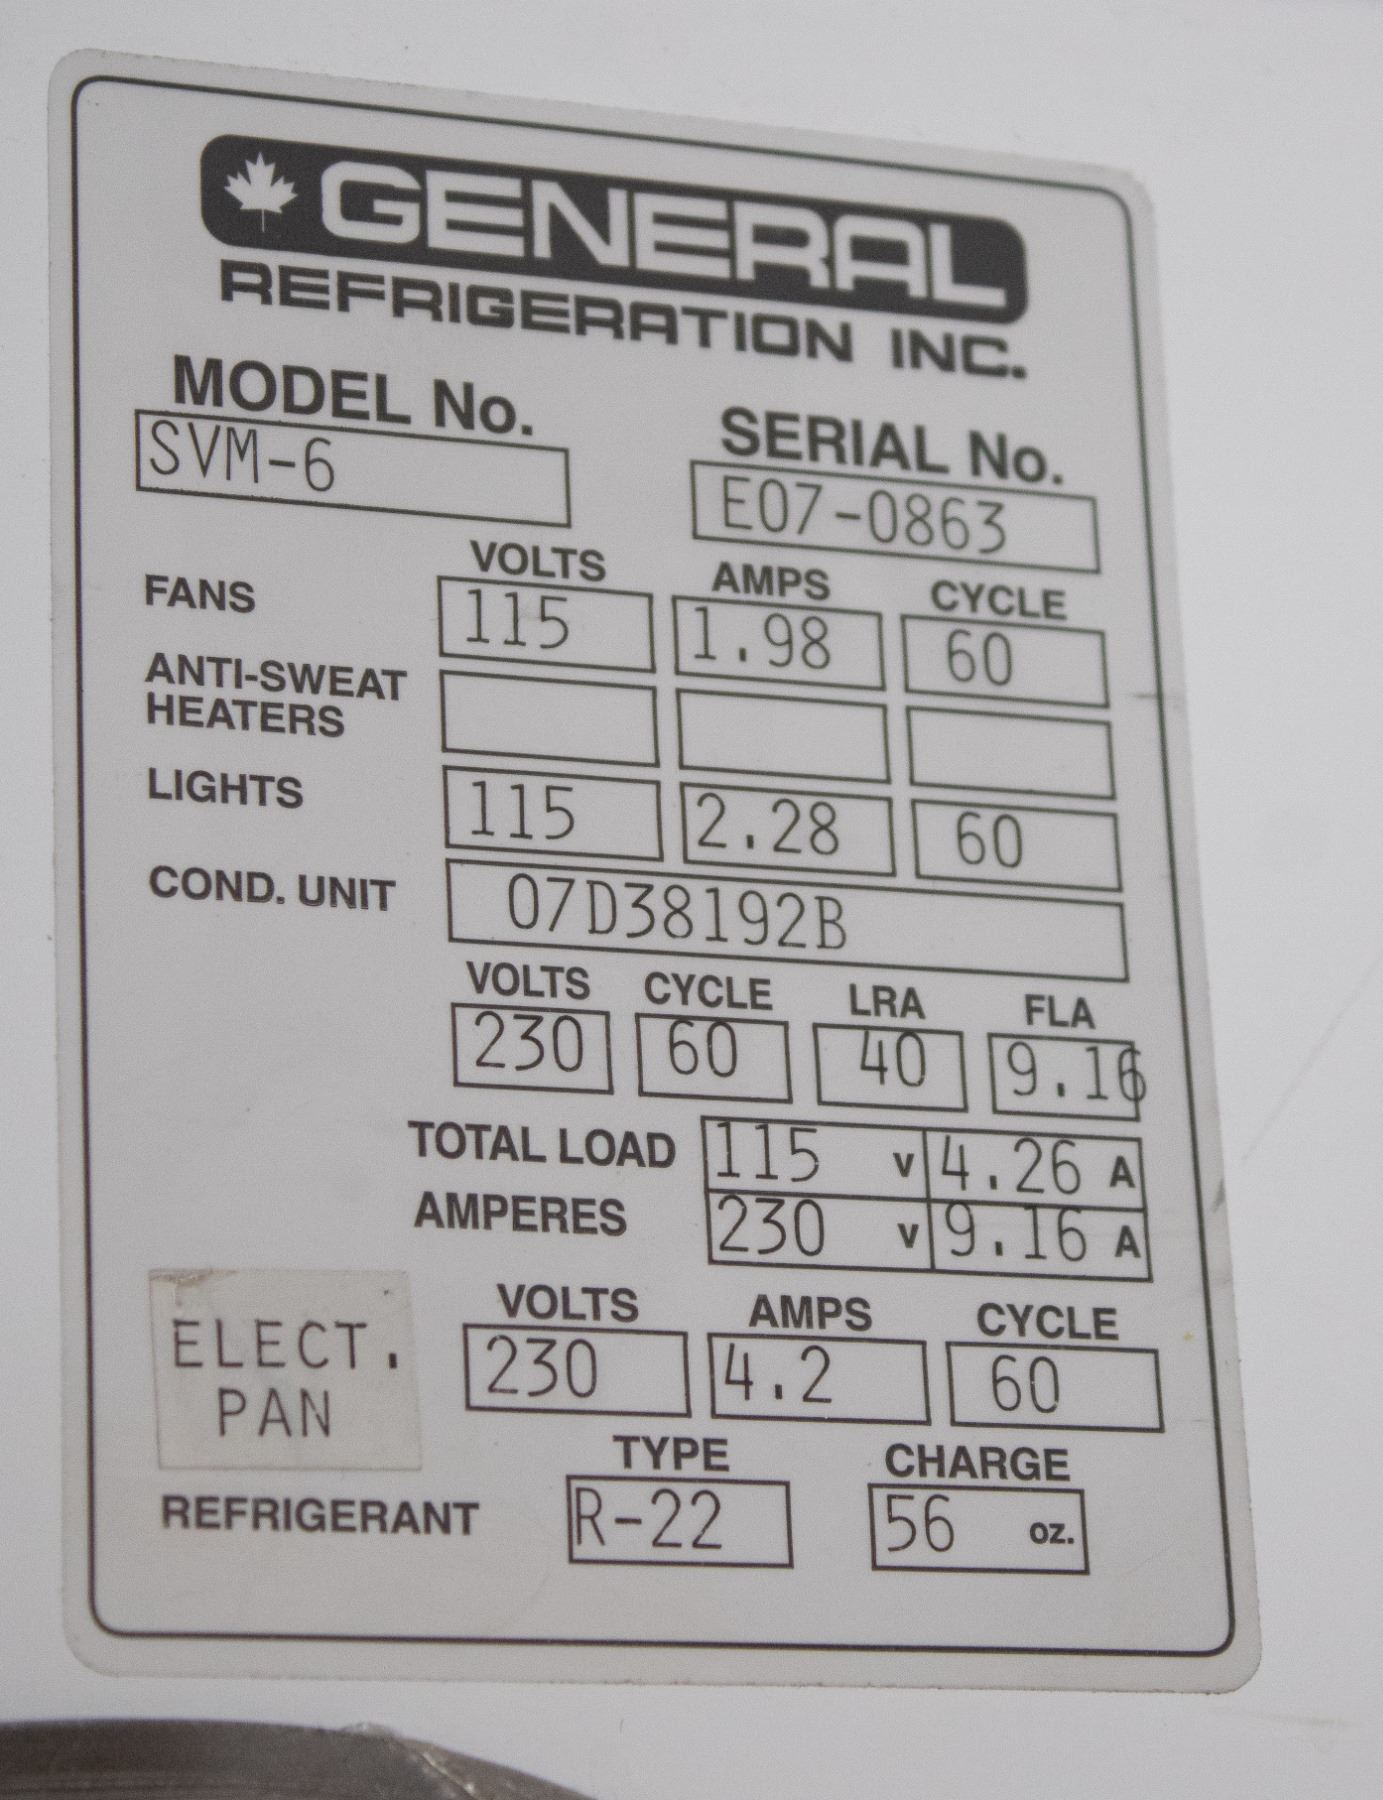 GENERAL
REFRIGERATION INC.
MODEL No. SERIAL No.
SVM-6 E07-0863
VOLTS AMPS CYCLE
FANS 115 1.98 60
ANTI-SWEAT
HEATERS
LIGHTS 115 2.28 60
COND. UNIT 07D38192B
VOLTS CYCLE LRA FLA
230 60 40 9.16
TOTAL LOAD 115 V 4.26 A
AMPERES 230 V 9.16 A
VOLTS AMPS CYCLE
ELECT. 230 4.2 60
PAN
TYPE CHARGE
REFRIGERANT R-22 56 oz.